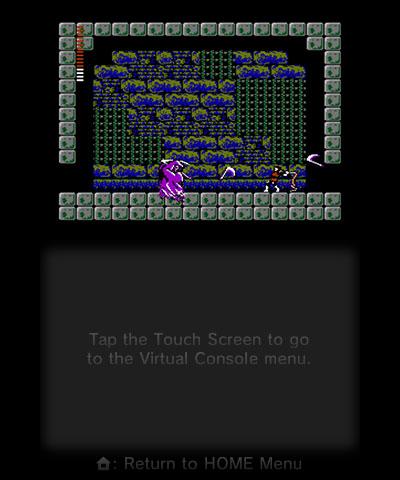 Tap the Touch Screen to go
to the Virtual Console menu.
: Return to HOME Menu